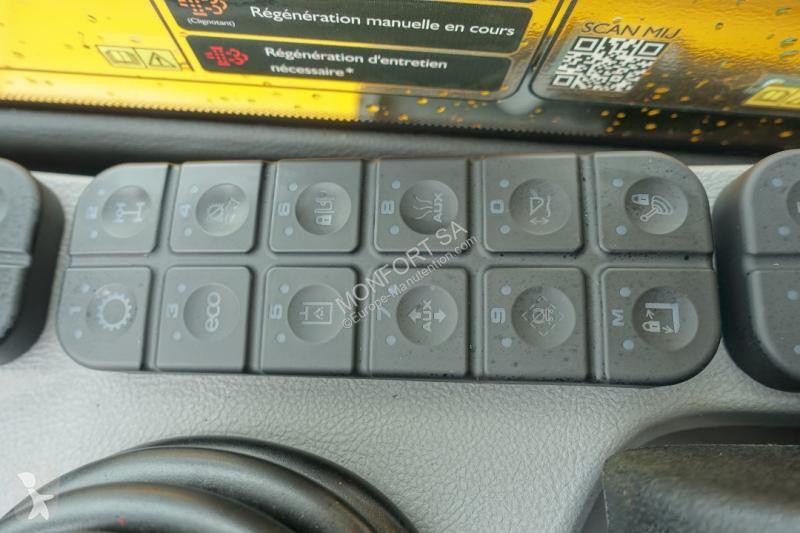 (Clignotant)
Régénération manuelle en cours
Régénération d'entretien
nécessaire*
SCAN MIJ
2
4
6
8
AUX
0
1
3
eco
5
7
AUX
9
M
MONFORT SA
©Europe-Manutention.com